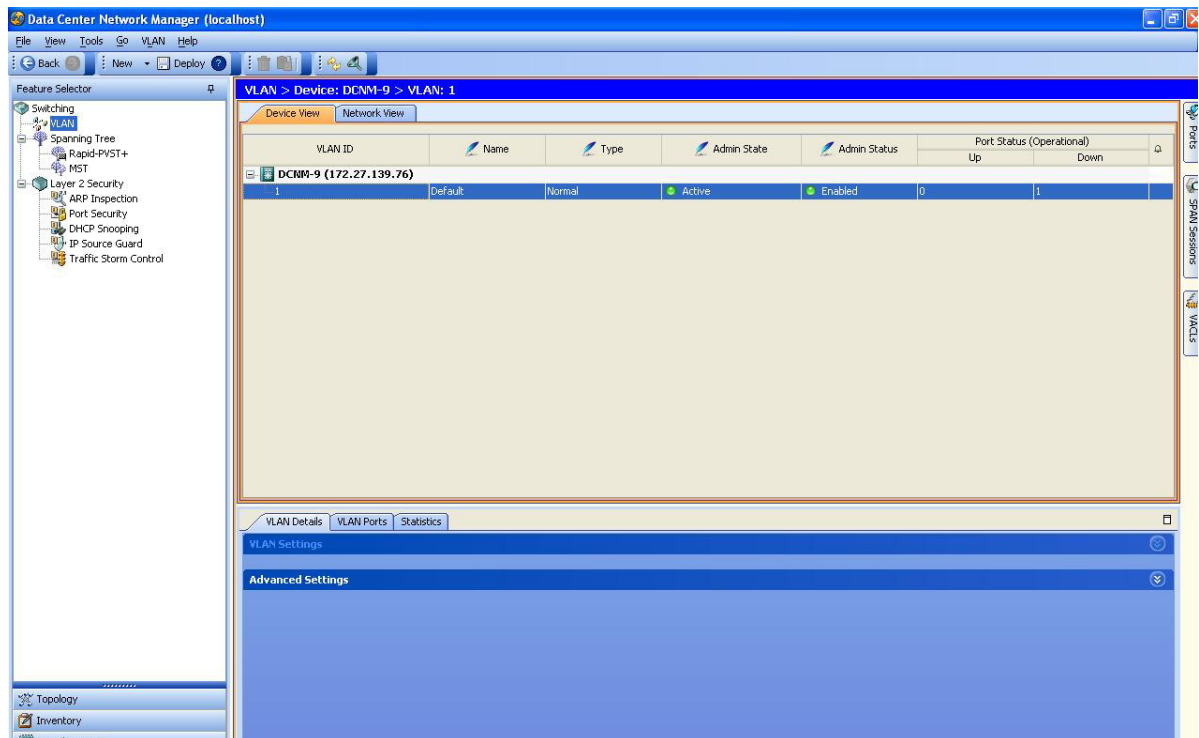 Data Center Network Manager (localhost)
File View Tools Go VLAN Help
Back New Deploy
Feature Selector
Switching
VLAN
Spanning Tree
Rapid-PVST+
MST
Layer 2 Security
ARP Inspection
Port Security
DHCP Snooping
IP Source Guard
Traffic Storm Control
Topology
Inventory
VLAN > Device: DCNM-9 > VLAN: 1
Device View Network View
VLAN ID Name Type Admin State Admin Status Port Status (Operational)
Up Down
DCNM-9 (172.27.139.76)
1 Default Normal Active Enabled 0 1
VLAN Details VLAN Ports Statistics
VLAN Settings
Advanced Settings
Ports
SPAN Sessions
VACLs